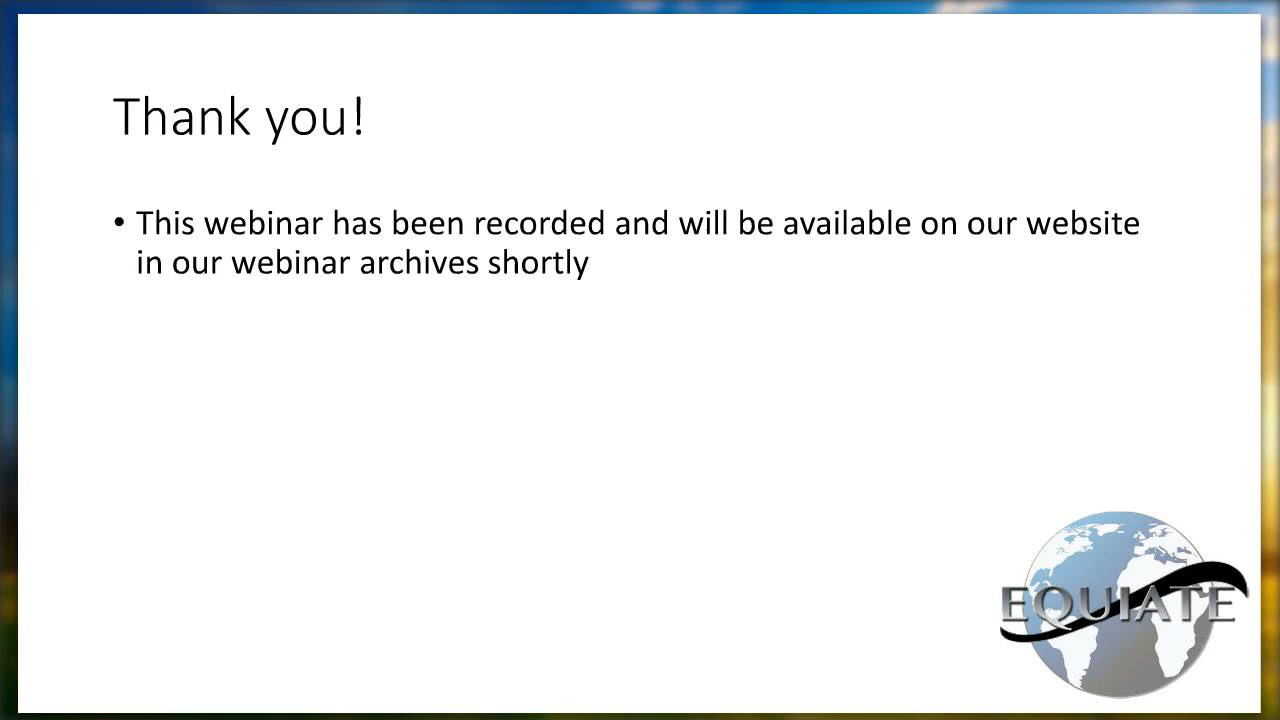 Thank you!
• This webinar has been recorded and will be available on our website
in our webinar archives shortly
EQUIATE